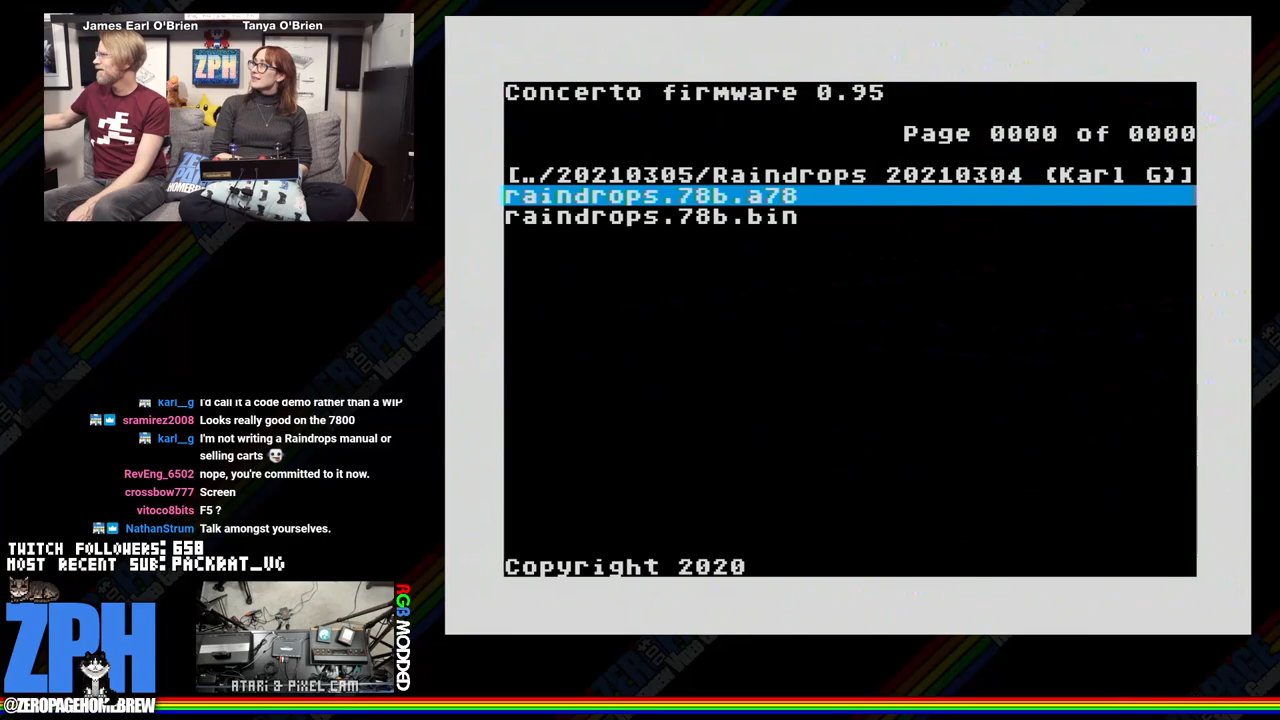 James Earl O'Brien
Tanya O'Brien
ZPH
Concerto firmware 0.95
Page 0000 of 0000
[../20210305/Raindrops 20210304 (Karl G)]
raindrops.78b.a78
raindrops.78b.bin
Copyright 2020
karl__g I'd call it a code demo rather than a WIP
sramirez2008 Looks really good on the 7800
karl__g I'm not writing a Raindrops manual or
selling carts
RevEng_6502 nope, you're committed to it now.
crossbow777 Screen
vitoco8bits F5 ?
NathanStrum Talk amongst yourselves.
TWITCH FOLLOWERS: 658
MOST RECENT SUB: PACKRAT_VG
ZPH
@ZEROPAGEHOMEBREW
ATARI & PIXEL CAM
RGB MODDED